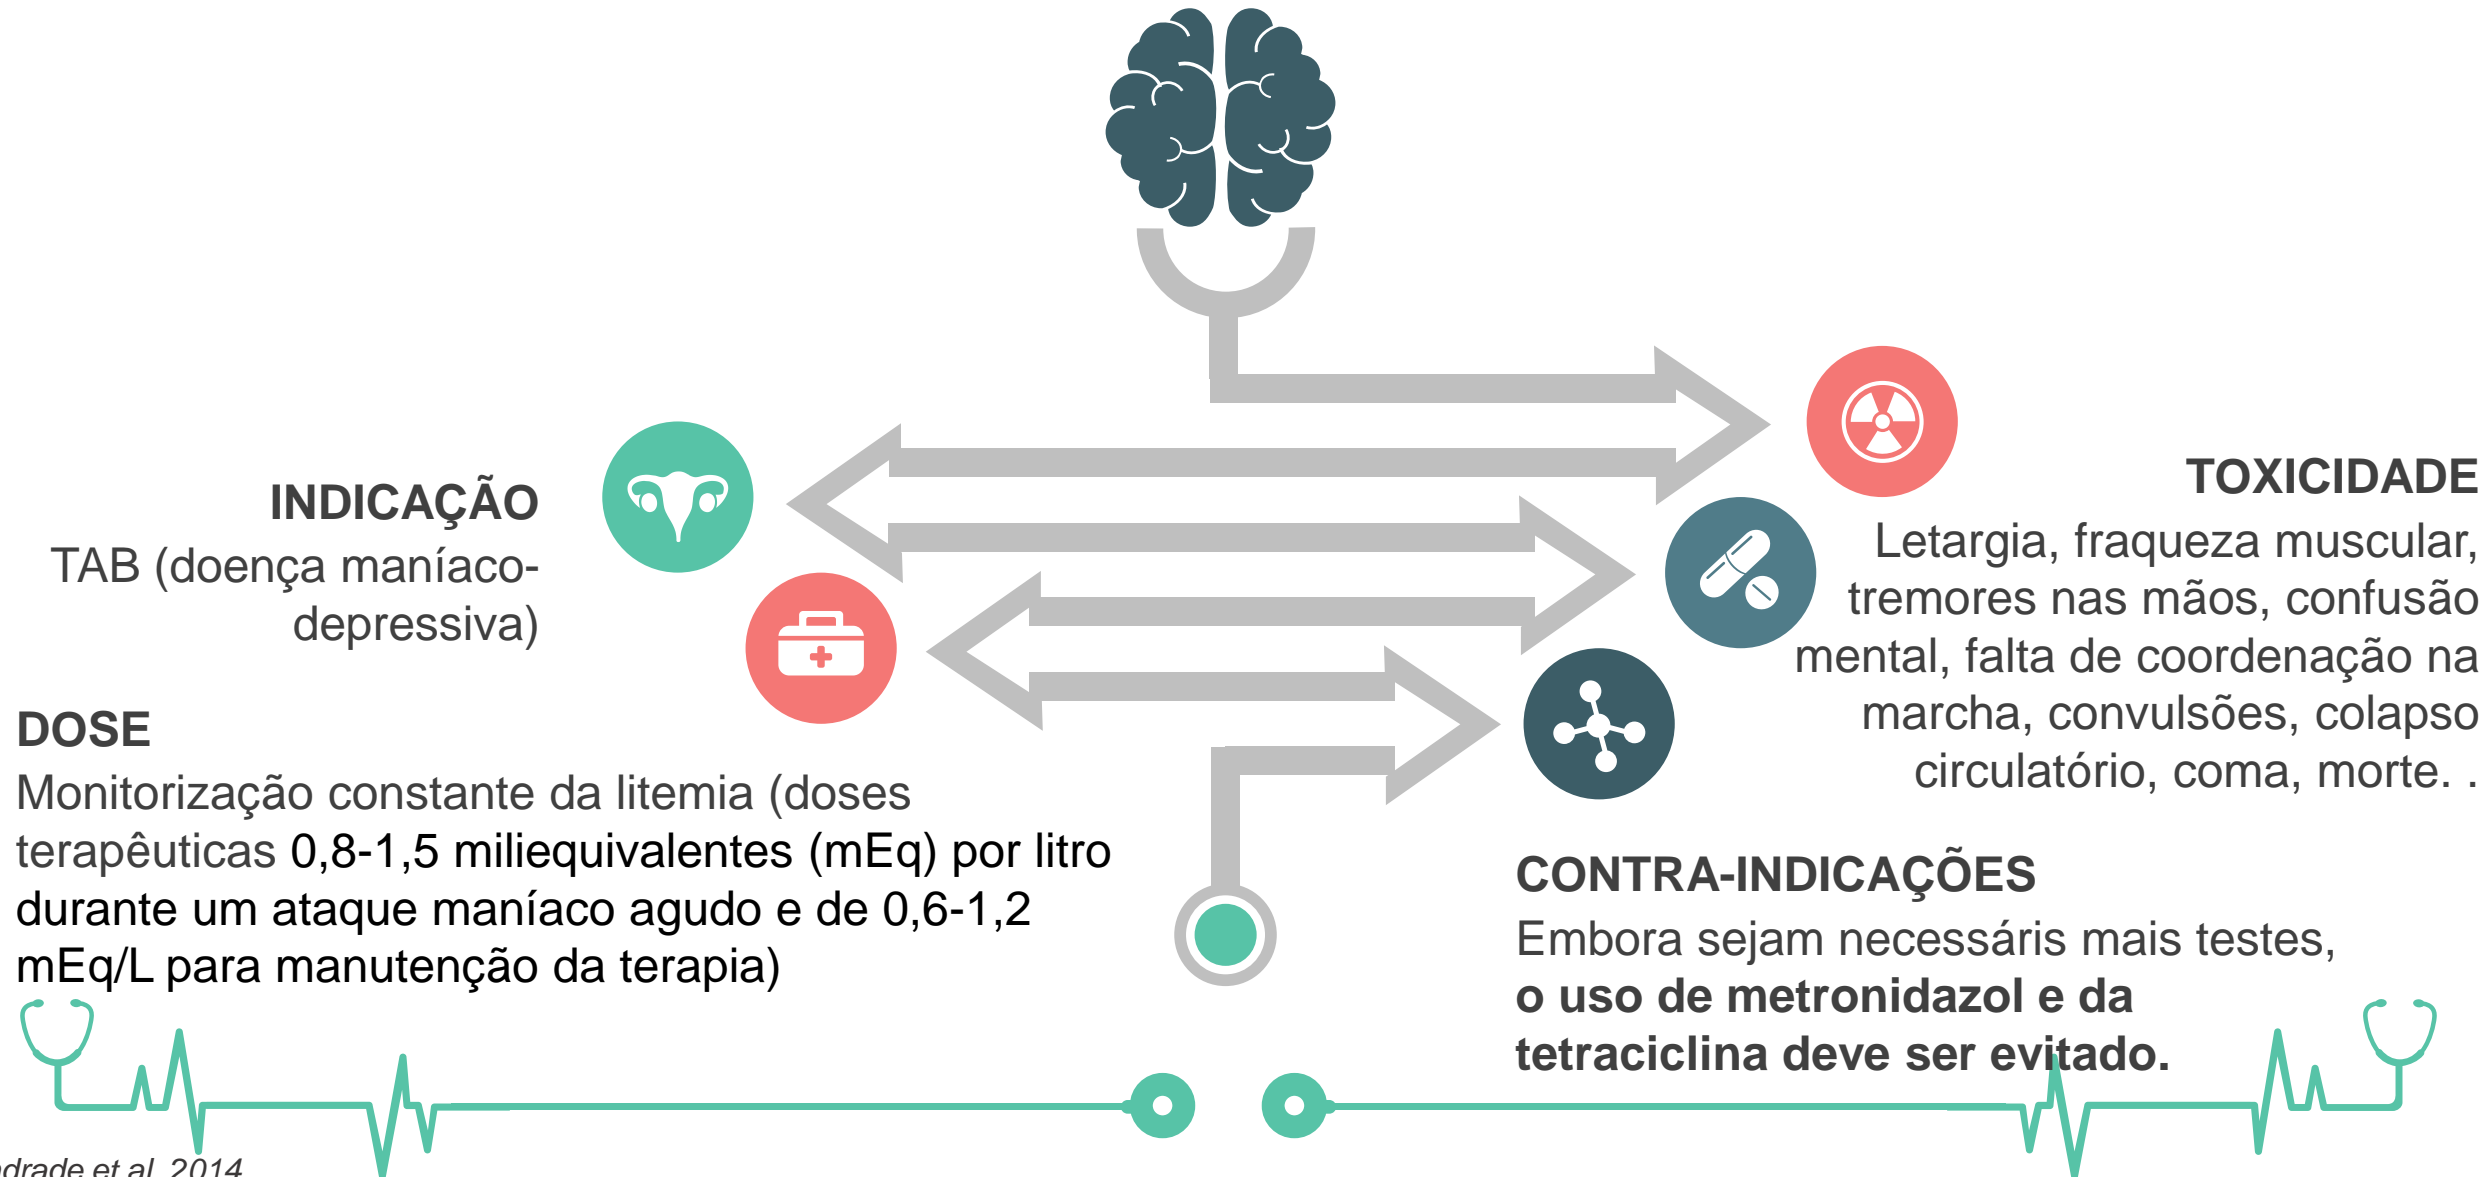 INDICAÇÃO
TAB (doença maníaco-
depressiva)
DOSE
Monitorização constante da litemia (doses
terapêuticas 0,8-1,5 miliequivalentes (mEq) por litro
durante um ataque maníaco agudo e de 0,6-1,2
mEq/L para manutenção da terapia)
TOXICIDADE
Letargia, fraqueza muscular,
tremores nas mãos, confusão
mental, falta de coordenação na
marcha, convulsões, colapso
circulatório, coma, morte. .
CONTRA-INDICAÇÕES
Embora sejam necessáris mais testes,
o uso de metronidazol e da
tetraciclina deve ser evitado.
et al, 2014